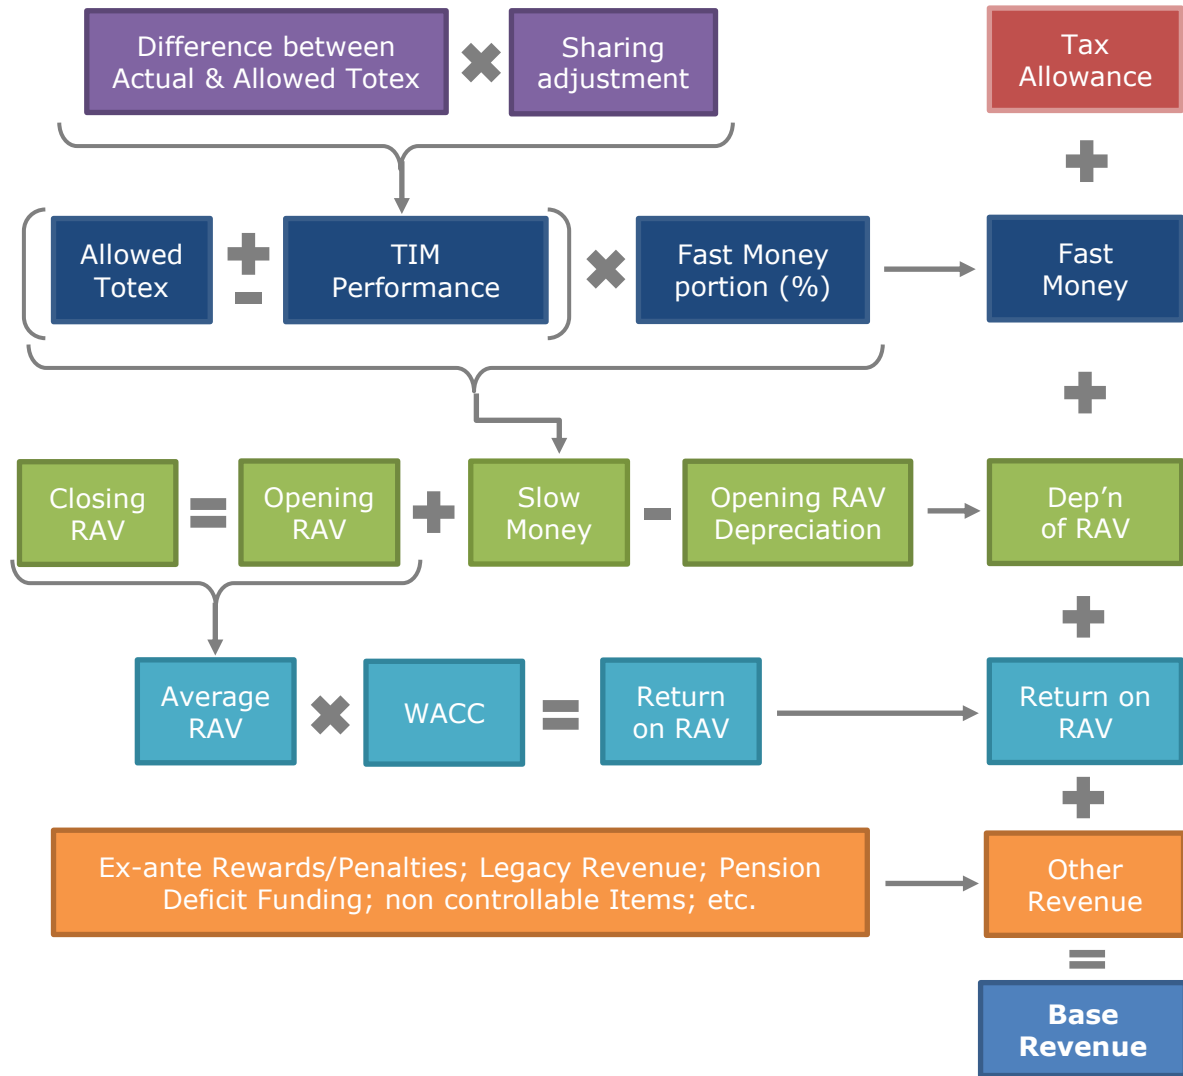 Difference between
Actual & Allowed Totex
Sharing
adjustment
Tax
Allowance
Allowed
Totex
TIM
Performance
Fast Money
portion (%)
Fast
Money
Closing
RAV
Opening
RAV
Slow
Money
Opening RAV
Depreciation
Dep’n
of RAV
Average
RAV
WACC
Return
on RAV
Return on
RAV
Ex-ante Rewards/Penalties; Legacy Revenue; Pension
Deficit Funding; non controllable Items; etc.
Other
Revenue
Base
Revenue